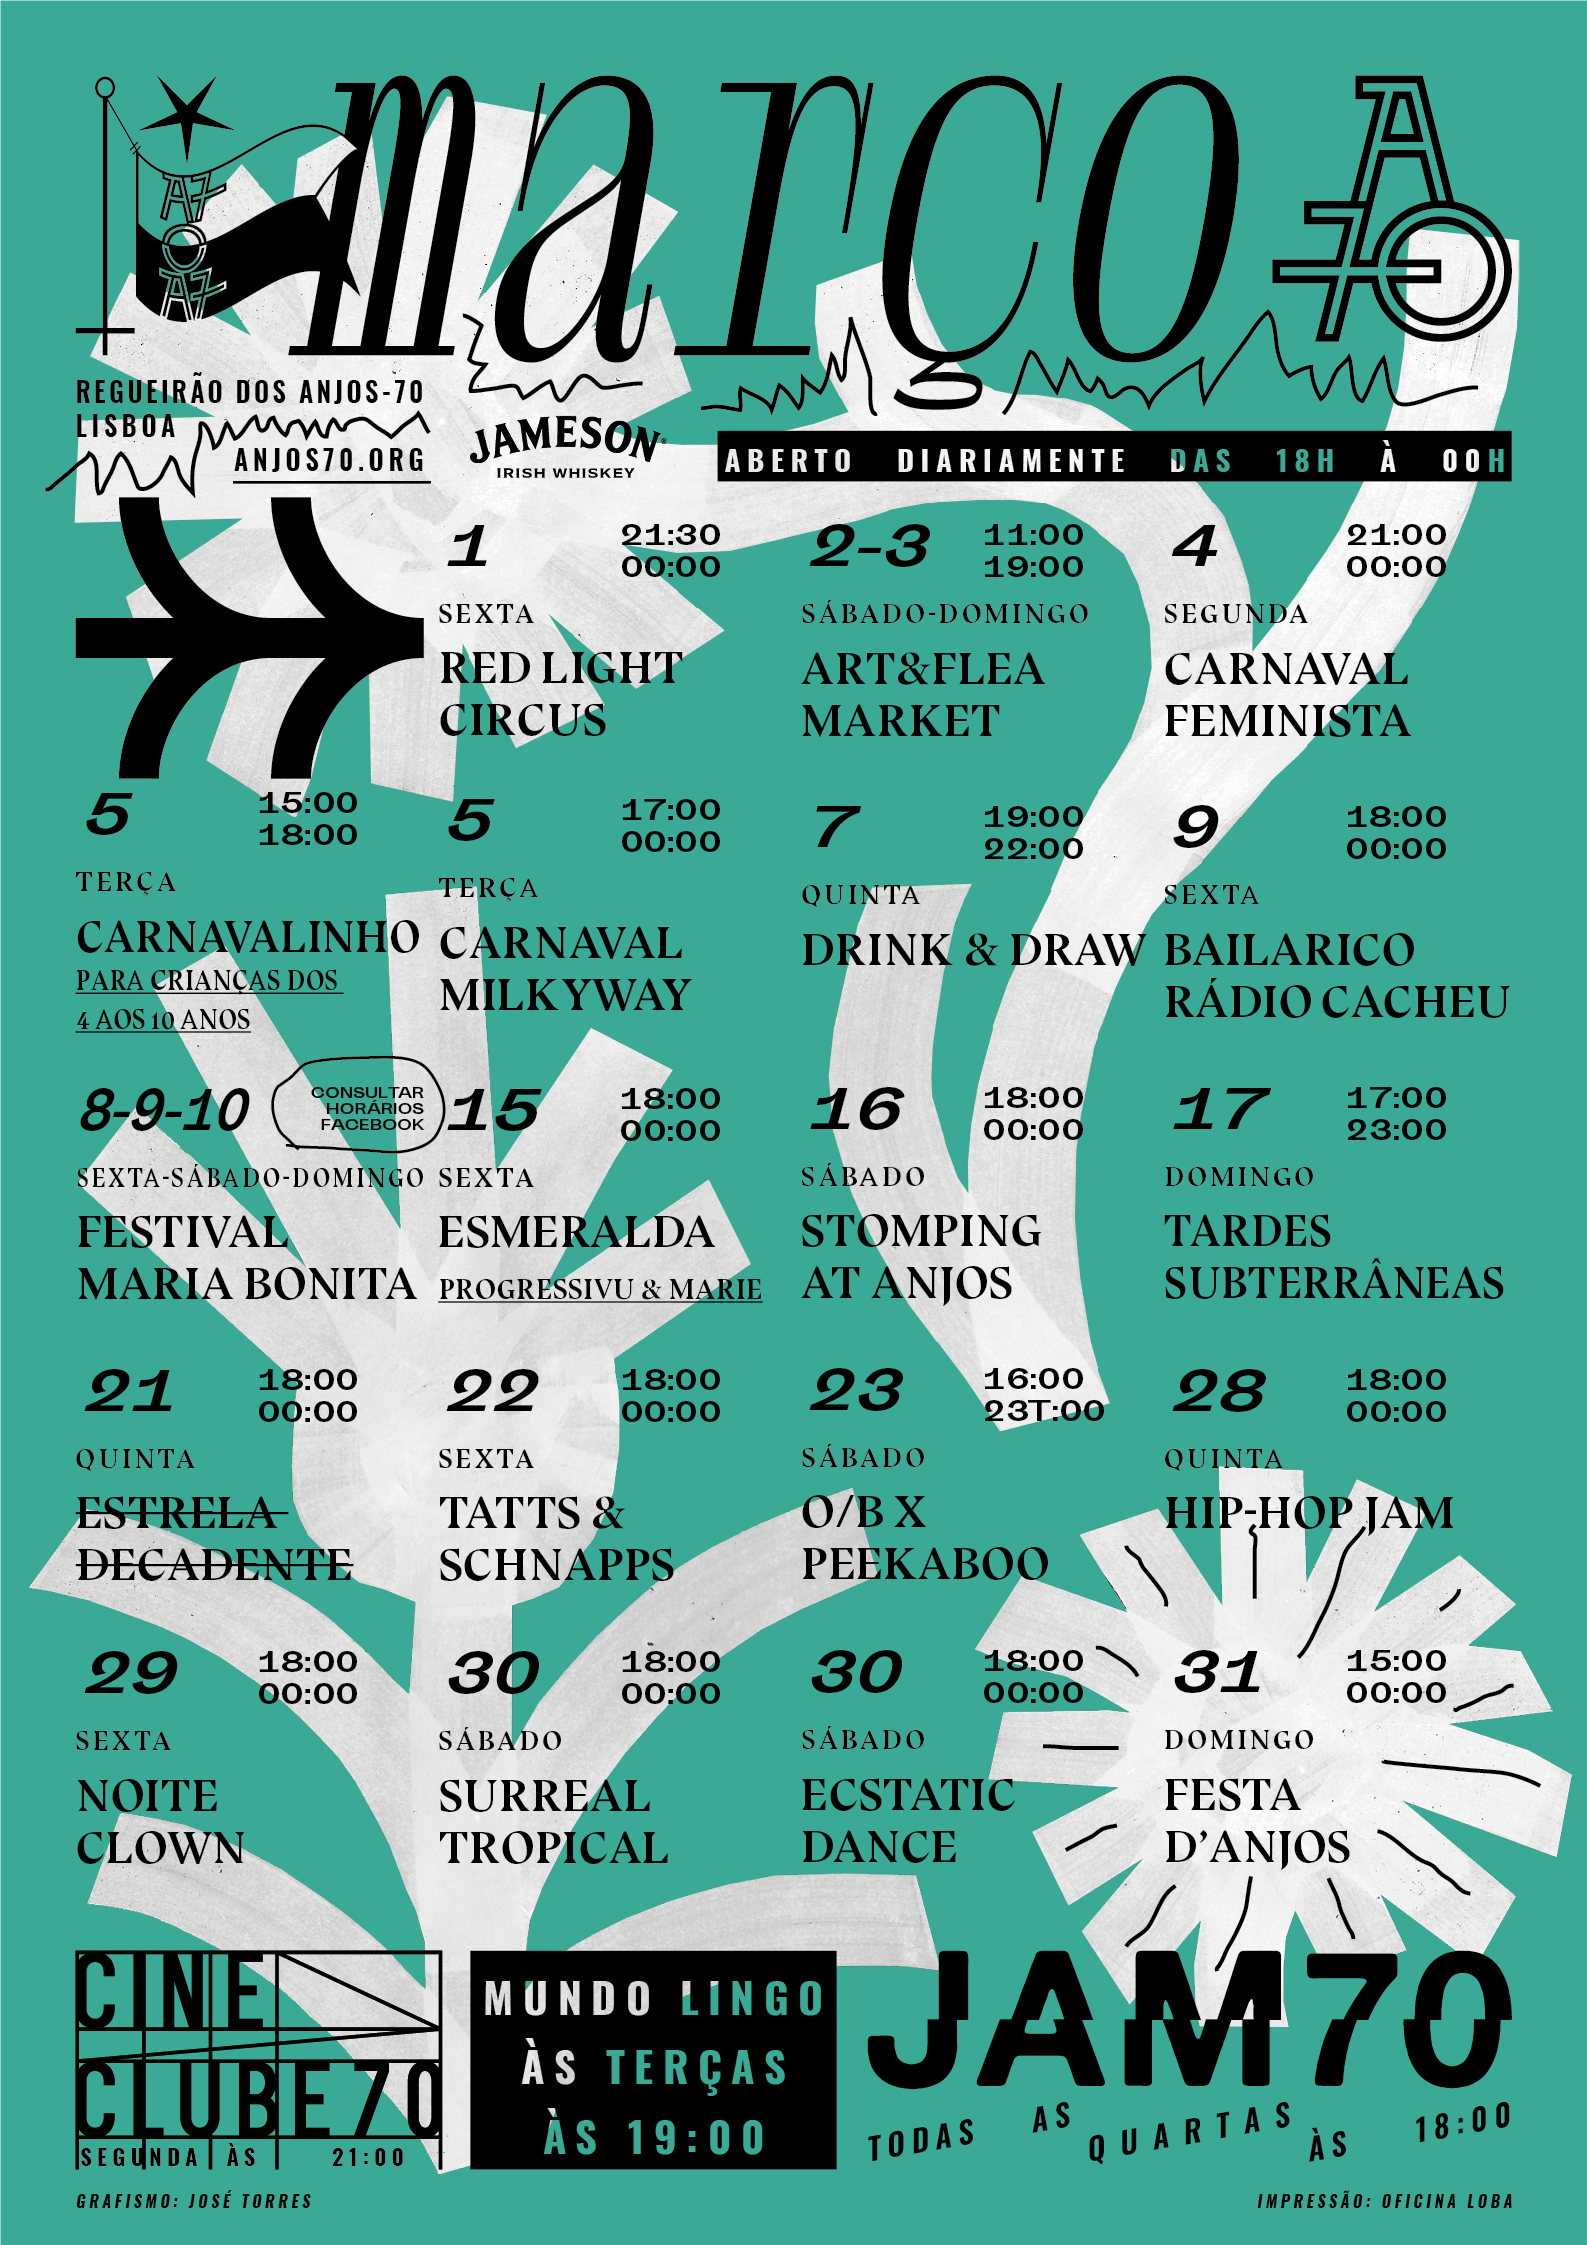 março
A70
A7
O
A7
REGUEIRÃO DOS ANJOS-70
LISBOA
ANJOS70.ORG
JAMESON®
IRISH WHISKEY
ABERTO DIARIAMENTE DAS 18H À 00H
1
21:30
00:00
SEXTA
RED LIGHT
CIRCUS
2-3
11:00
19:00
SÁBADO-DOMINGO
ART&FLEA
MARKET
4
21:00
00:00
SEGUNDA
CARNAVAL
FEMINISTA
5
15:00
18:00
TERÇA
CARNAVALINHO
PARA CRIANÇAS DOS
4 AOS 10 ANOS
5
17:00
00:00
TERÇA
CARNAVAL
MILKYWAY
7
19:00
22:00
QUINTA
DRINK & DRAW
9
18:00
00:00
SEXTA
BAILARICO
RÁDIO CACHEU
8-9-10
CONSULTAR
HORÁRIOS
FACEBOOK
SEXTA-SÁBADO-DOMINGO
FESTIVAL
MARIA BONITA
15
18:00
00:00
SEXTA
ESMERALDA
PROGRESSIVU & MARIE
16
18:00
00:00
SÁBADO
STOMPING
AT ANJOS
17
17:00
23:00
DOMINGO
TARDES
SUBTERRÂNEAS
21
18:00
00:00
QUINTA
ESTRELA
DECADENTE
22
18:00
00:00
SEXTA
TATTS &
SCHNAPPS
23
16:00
23T:00
SÁBADO
O/B X
PEEKABOO
28
18:00
00:00
QUINTA
HIP-HOP JAM
29
18:00
00:00
SEXTA
NOITE
CLOWN
30
18:00
00:00
SÁBADO
SURREAL
TROPICAL
30
18:00
00:00
SÁBADO
ECSTATIC
DANCE
31
15:00
00:00
DOMINGO
FESTA
D'ANJOS
CINE
CLUBE70
SEGUNDA ÀS 21:00
MUNDO LINGO
ÀS TERÇAS
ÀS 19:00
JAM70
TODAS AS QUARTAS ÀS 18:00
GRAFISMO: JOSÉ TORRES
IMPRESSÃO: OFICINA LOBA